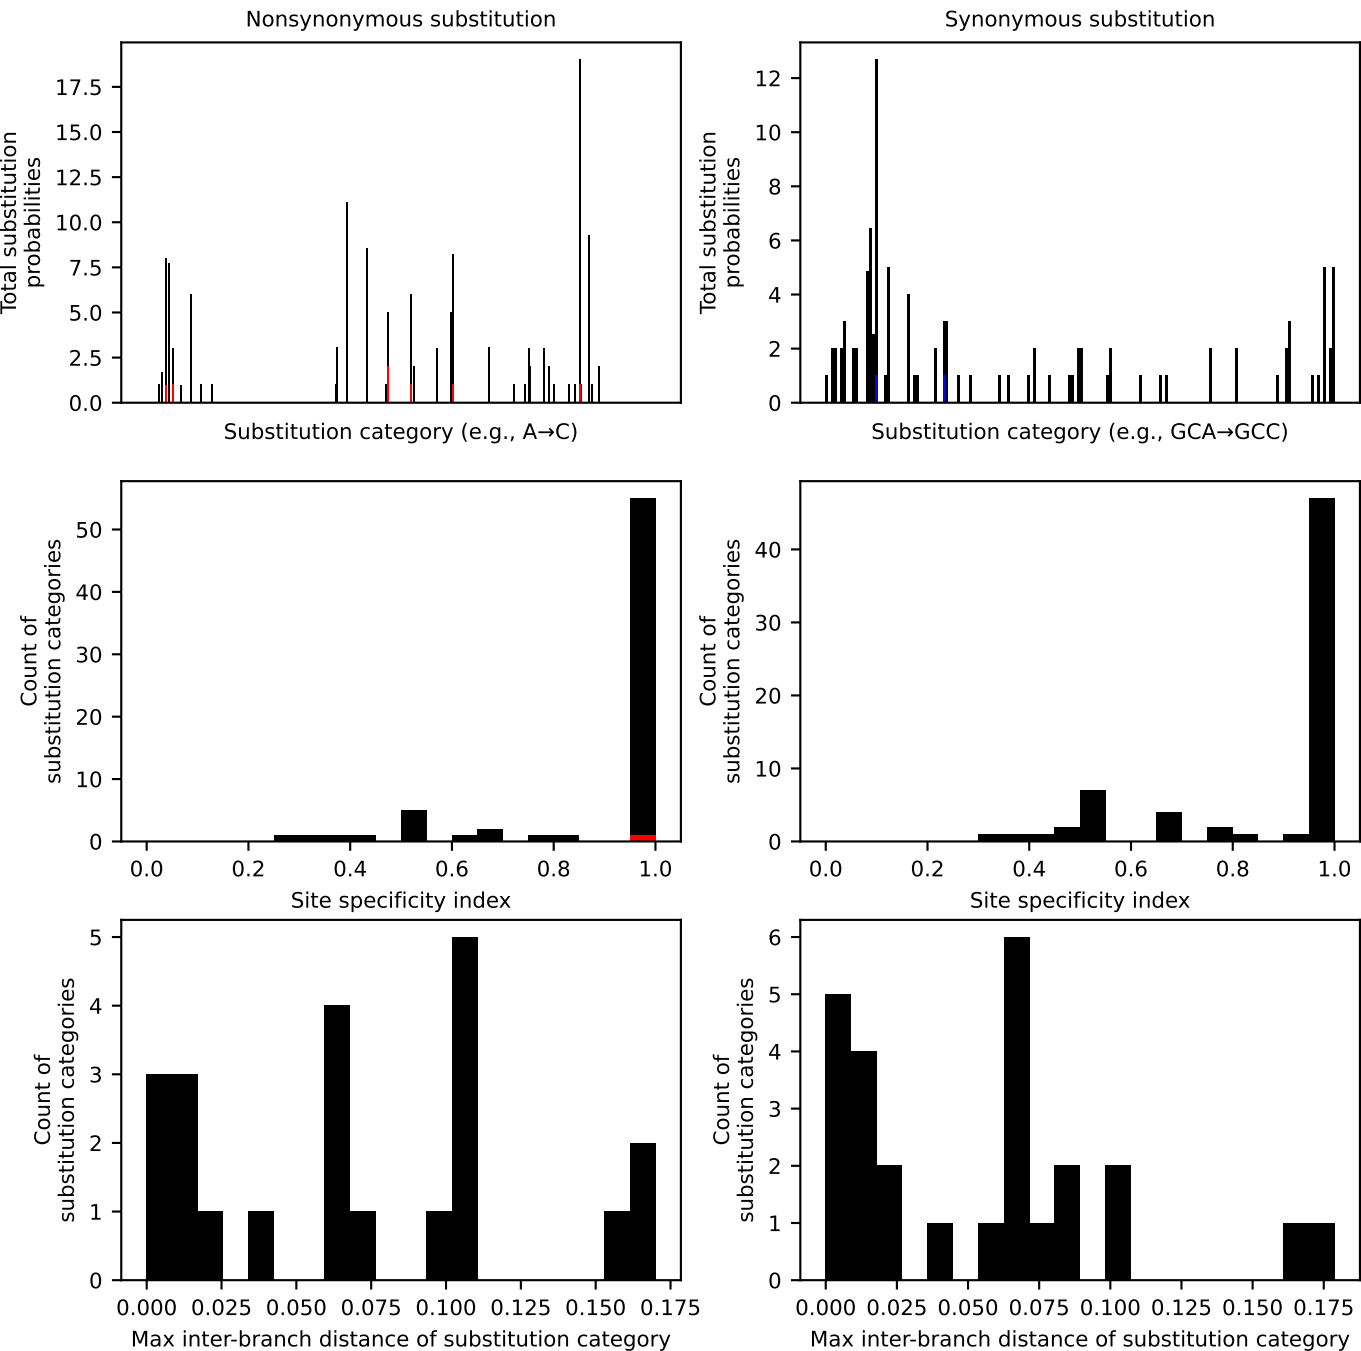 Nonsynonymous substitution
Total substitution
probabilities
17.5
15.0
12.5
10.0
7.5
5.0
2.5
0.0
Substitution category (e.g., A→C)
Synonymous substitution
Total substitution
probabilities
12
10
8
6
4
2
0
Substitution category (e.g., GCA→GCC)
Count of
substitution categories
50
40
30
20
10
0
0.0 0.2 0.4 0.6 0.8 1.0
Site specificity index
Count of
substitution categories
40
30
20
10
0
0.0 0.2 0.4 0.6 0.8 1.0
Site specificity index
Count of
substitution categories
5
4
3
2
1
0
0.000 0.025 0.050 0.075 0.100 0.125 0.150 0.175
Max inter-branch distance of substitution category
Count of
substitution categories
6
5
4
3
2
1
0
0.000 0.025 0.050 0.075 0.100 0.125 0.150 0.175
Max inter-branch distance of substitution category